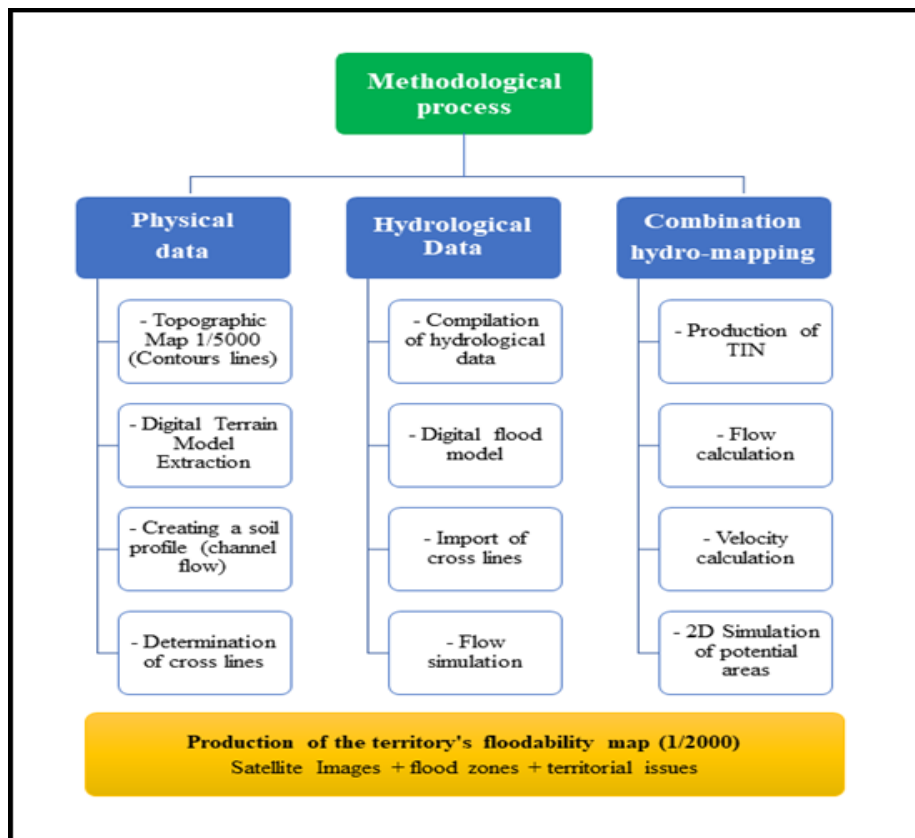 Methodological
process
Physical
data
- Topographic
Map 1/5000
(Contours lines)
- Digital Terrain
Model
Extraction
- Creating a soil
profile (channel
flow)
- Determination
of cross lines
Hydrological
Data
- Compilation
of hydrological
data
- Digital flood
model
- Import of
cross lines
- Flow
simulation
Combination
hydro-mapping
- Production of
TIN
- Flow
calculation
- Velocity
calculation
- 2D Simulation
of potential
areas
Production of the territory's floodability map (1/2000)
Satellite Images + flood zones + territorial issues